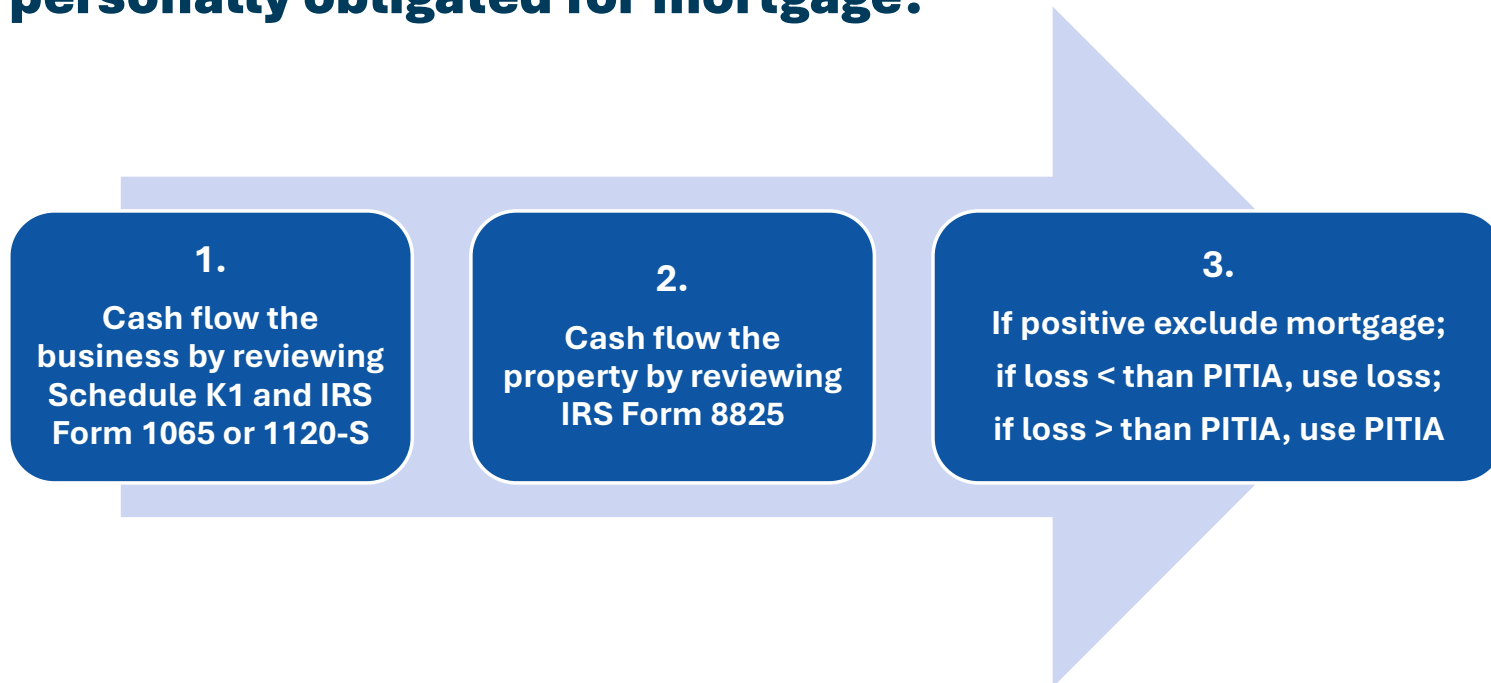 personally obligated for mortgage?
1.
Cash flow the
business by reviewing
Schedule K1 and IRS
Form 1065 or 1120-S
2.
Cash flow the
property by reviewing
IRS Form 8825
3.
If positive exclude mortgage;
if loss < than PITIA, use loss;
if loss > than PITIA, use PITIA